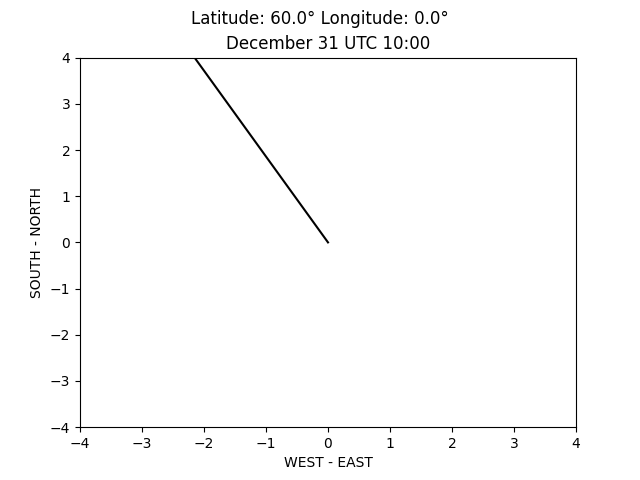 Latitude: 60.0° Longitude: 0.0°
December 31 UTC 10:00
4
3
2
1
0
−1
−2
−3
−4
SOUTH - NORTH
−4 −3 −2 −1 0 1 2 3 4
WEST - EAST